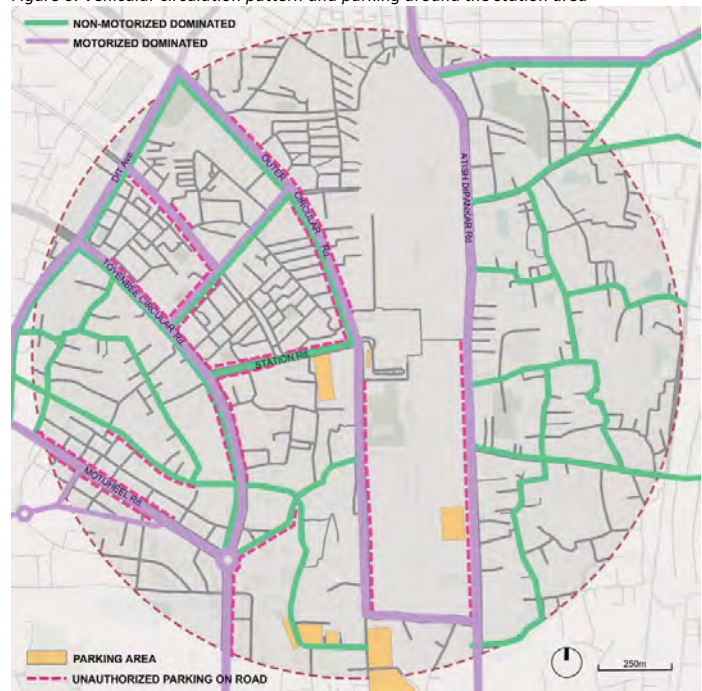 Figure vehicular circulation pattern and parking around the station area
NON-MOTORIZED DOMINATED
MOTORIZED DOMINATED
DIT Ave.
OUTER CIRCULAR Rd.
ATISH DIPANKAR Rd
TOYENBEE CIRCULAR Rd.
STATION Rd.
MOTIJHEEL Rd.
PARKING AREA
UNAUTHORIZED PARKING ON ROAD
250m